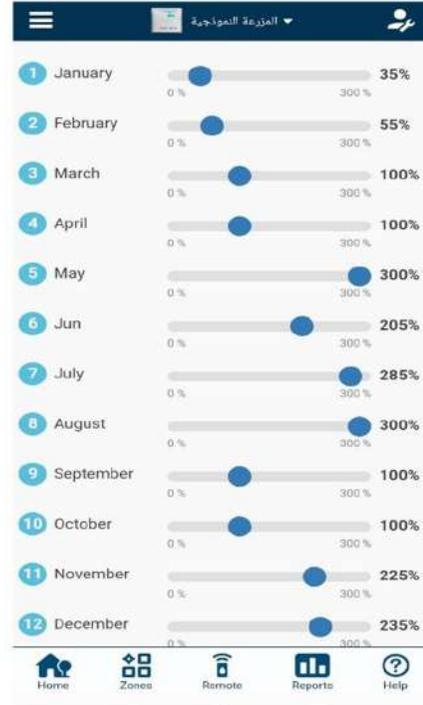 المزرعة النموذجية
1 January 35%
0 % 300 %
2 February 55%
0 % 300 %
3 March 100%
0 % 300 %
4 April 100%
0 % 300 %
5 May 300%
0 % 300 %
6 Jun 205%
0 % 300 %
7 July 285%
0 % 300 %
8 August 300%
0 % 300 %
9 September 100%
0 % 300 %
10 October 100%
0 % 300 %
11 November 225%
0 % 300 %
12 December 235%
0 % 300 %
Home Zones Remote Reports Help